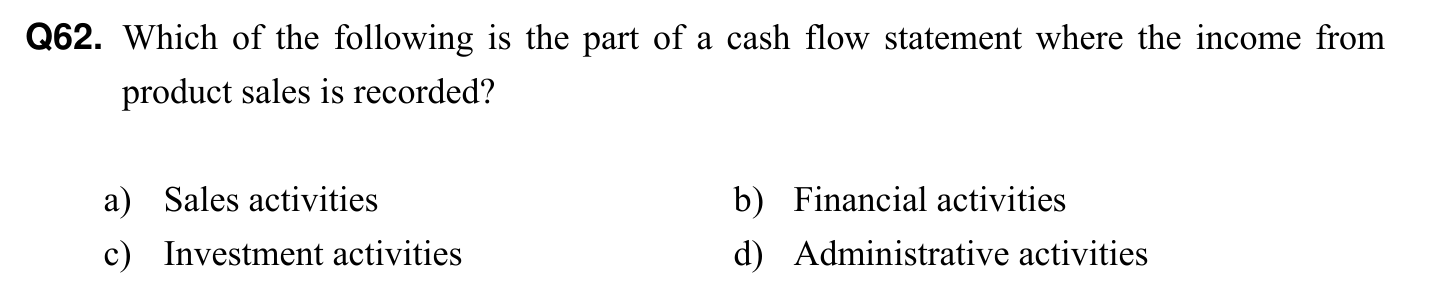 Q62. Which of the following is the part of a cash flow statement where the income from
product sales is recorded?
a) Sales activities b) Financial activities
c) Investment activities d) Administrative activities